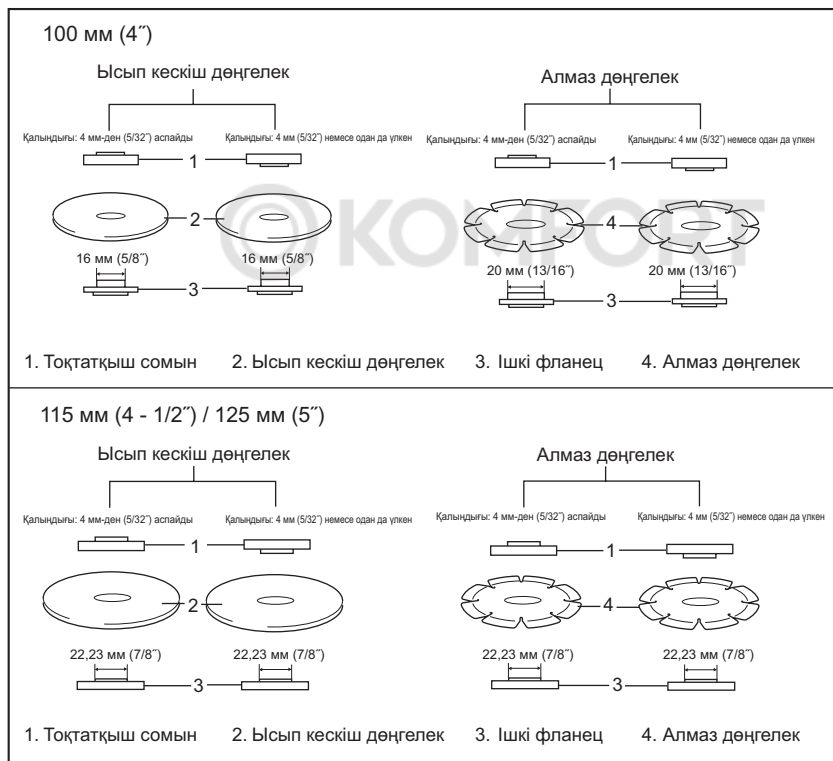 100 мм (4˝)
Ысып кескіш дөңгелек
Алмаз дөңгелек
Қалыңдығы: 4 мм-ден (5/32˝) аспайды
Қалыңдығы: 4 мм (5/32˝) немесе одан да үлкен
Қалыңдығы: 4 мм-ден (5/32˝) аспайды
Қалыңдығы: 4 мм (5/32˝) немесе одан да үлкен
1
1
2
4
KOMFORT
16 мм (5/8˝)
16 мм (5/8˝)
20 мм (13/16˝)
20 мм (13/16˝)
3
3
1. Тоқтатқыш сомын 2. Ысып кескіш дөңгелек 3. Ішкі фланец 4. Алмаз дөңгелек
115 мм (4 - 1/2˝) / 125 мм (5˝)
Ысып кескіш дөңгелек
Алмаз дөңгелек
Қалыңдығы: 4 мм-ден (5/32˝) аспайды
Қалыңдығы: 4 мм (5/32˝) немесе одан да үлкен
Қалыңдығы: 4 мм-ден (5/32˝) аспайды
Қалыңдығы: 4 мм (5/32˝) немесе одан да үлкен
1
1
2
4
22,23 мм (7/8˝)
22,23 мм (7/8˝)
22,23 мм (7/8˝)
22,23 мм (7/8˝)
3
3
1. Тоқтатқыш сомын 2. Ысып кескіш дөңгелек 3. Ішкі фланец 4. Алмаз дөңгелек